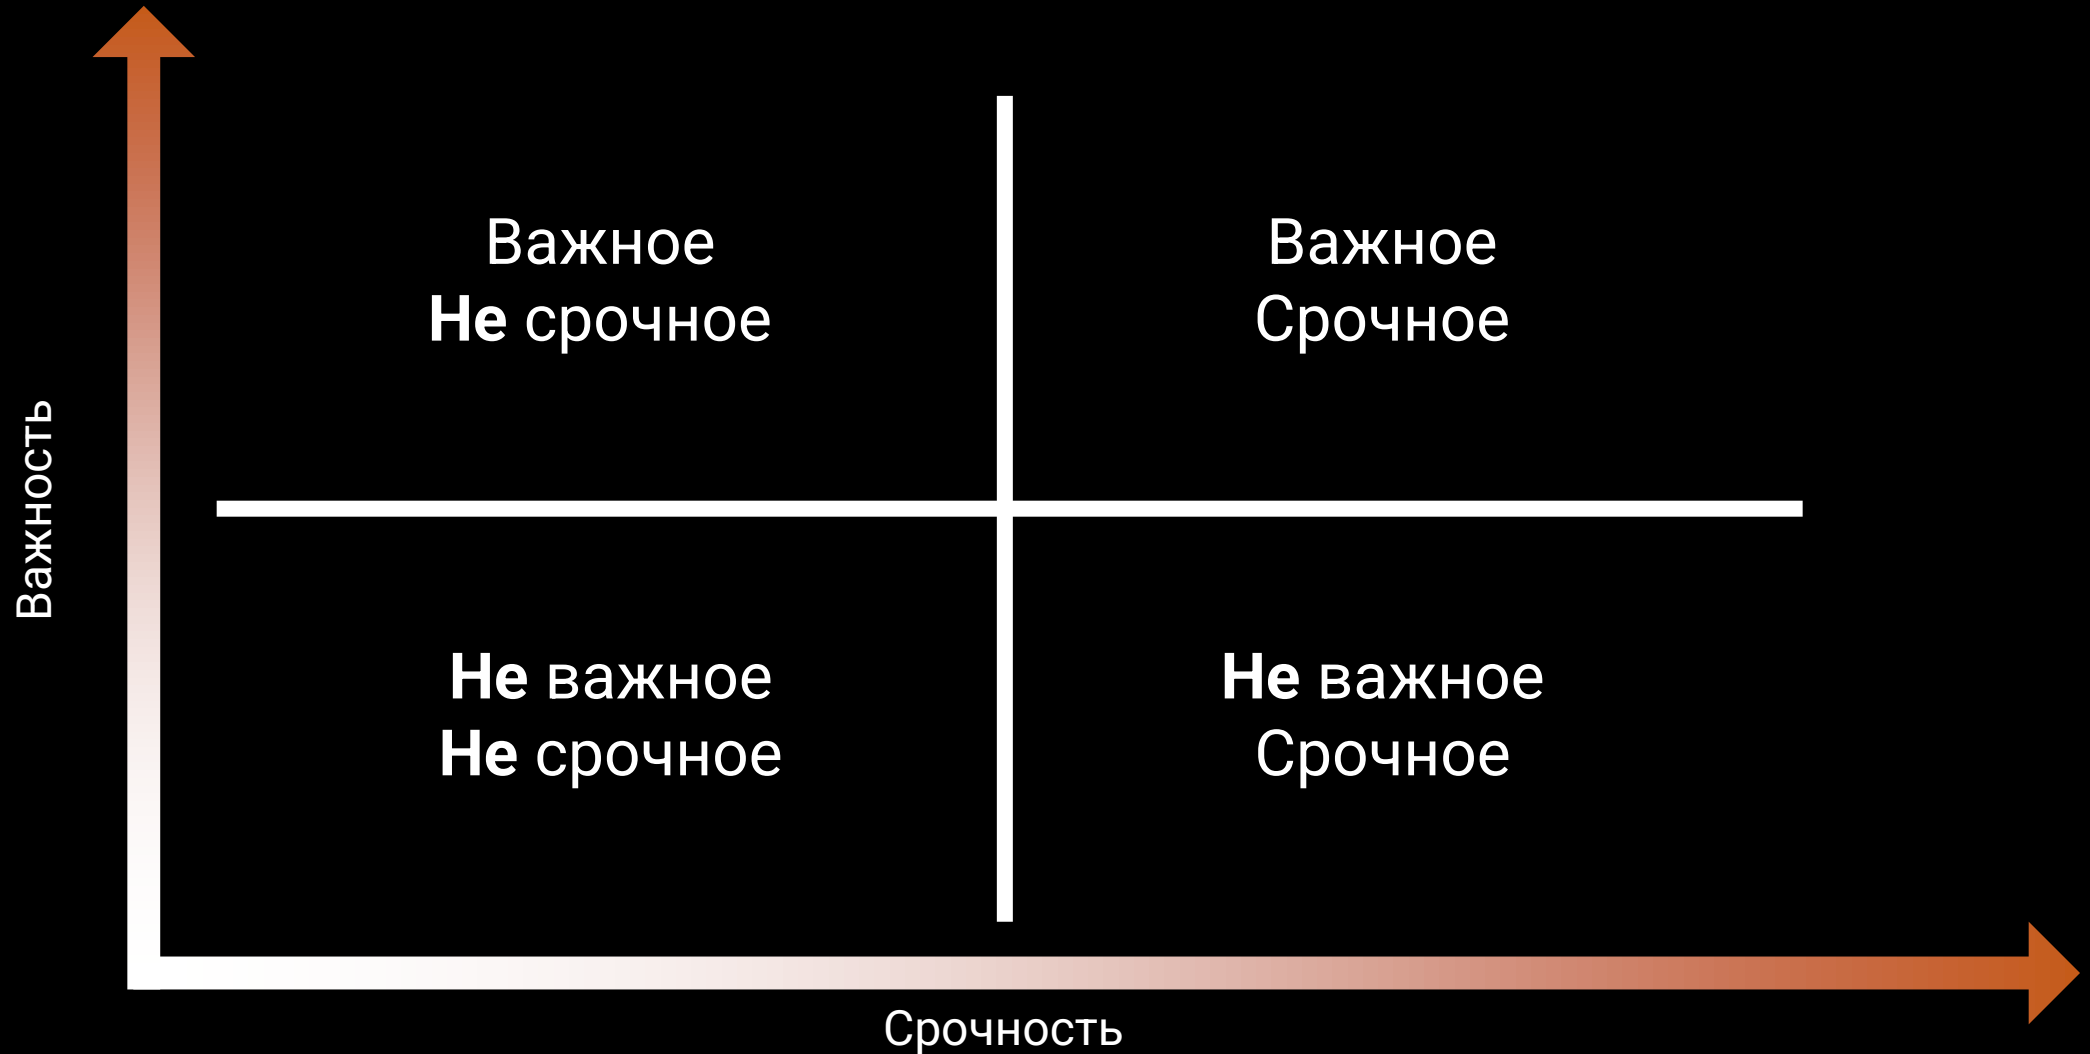 Важное
Не срочное
Важное
Срочное
Важность
Не важное
Не срочное
Не важное
Срочное
Срочность